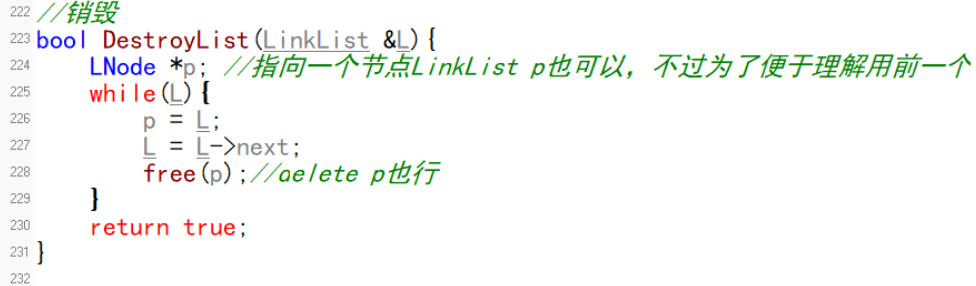 222 //销毁
223 bool DestroyList(LinkList &L){
224     LNode *p; //指向一个节点LinkList p也可以，不过为了便于理解用前一个
225     while(L){
226         p = L;
227         L = L->next;
228         free(p);//delete p也行
229     }
230     return true;
231 }
232